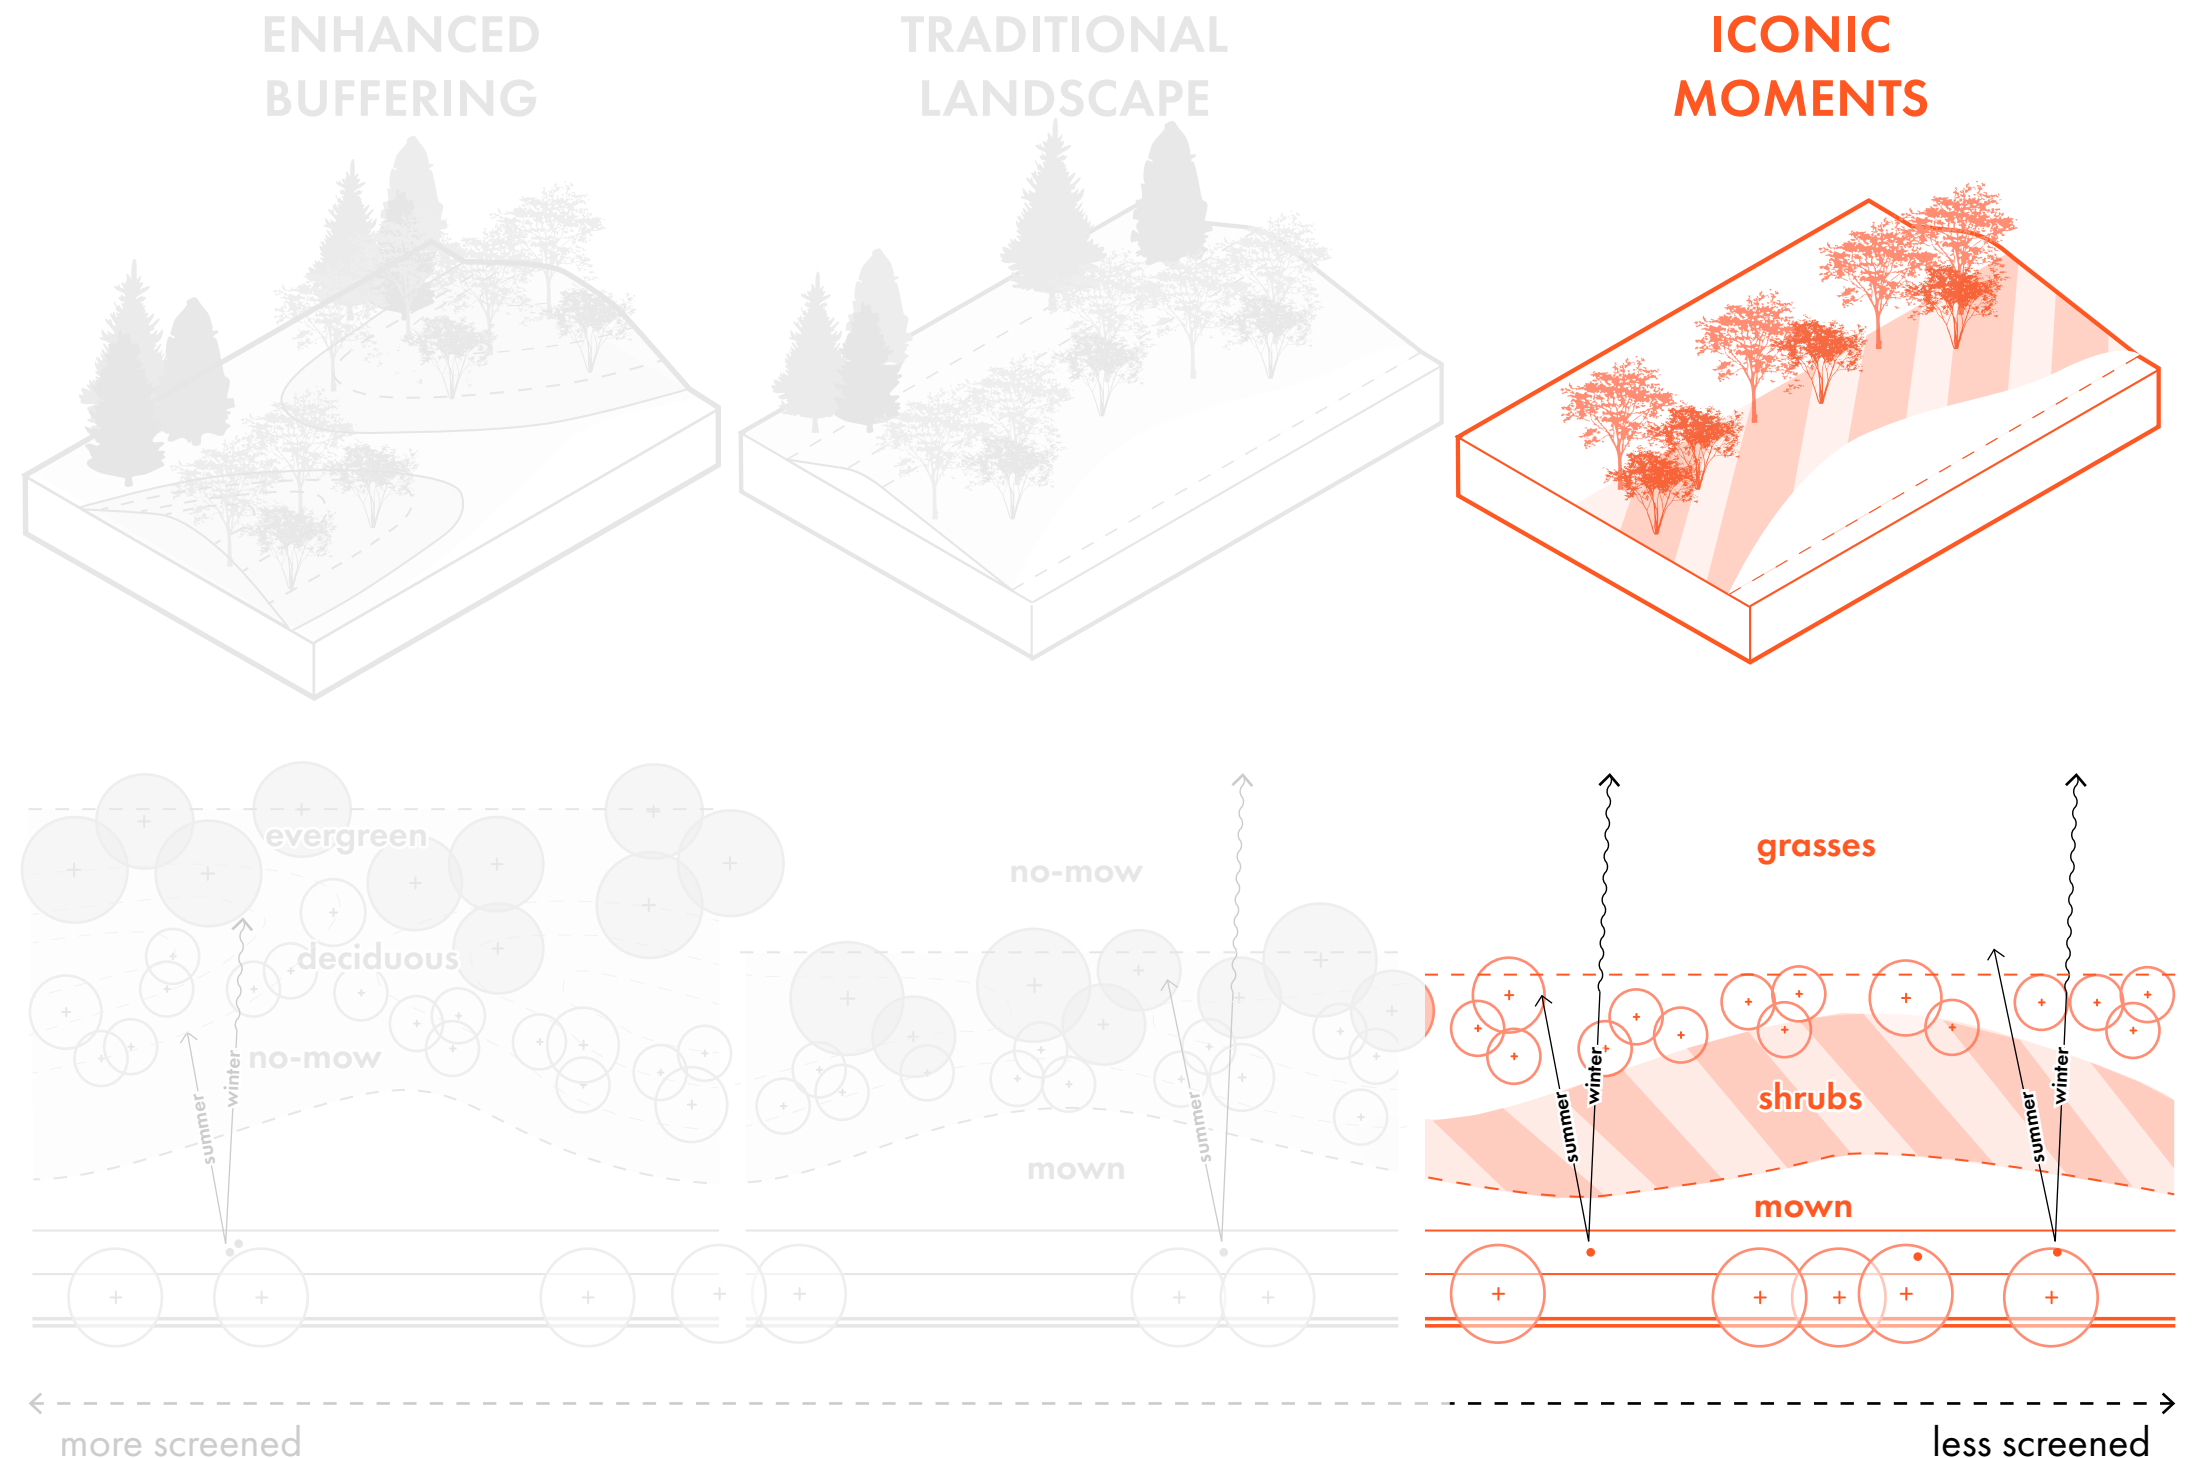 ENHANCED
BUFFERING
TRADITIONAL
LANDSCAPE
ICONIC
MOMENTS
evergreen
deciduous
no-mow
summer
winter
no-mow
mown
summer
grasses
shrubs
mown
summer
winter
summer
winter
more screened
less screened